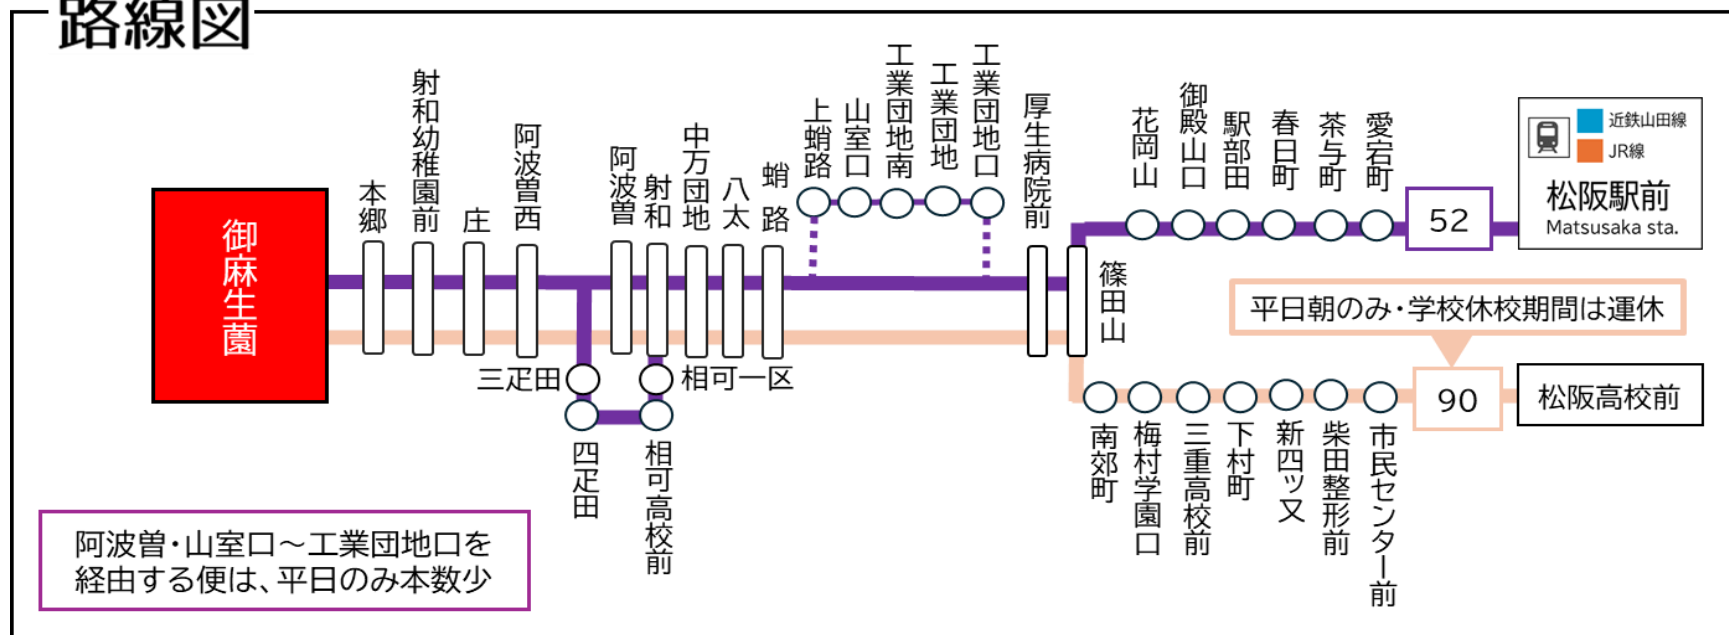 路線図
御麻生薗
本郷
射和幼稚園前
庄
阿波曽西
阿波曽
射和
中万団地
八太
蛸路
上蛸路
山室口
工業団地南
工業団地
工業団地口
厚生病院前
篠田山
花岡山
御殿山口
駅部田
春日町
茶与町
愛宕町
52
近鉄山田線
JR線
松阪駅前
Matsusaka sta.
平日朝のみ・学校休校期間は運休
三疋田
四疋田
相可高校前
相可一区
南郊町
梅村学園口
三重高校前
下村町
新四ッ又
柴田整形前
市民センター前
90
松阪高校前
阿波曽・山室口～工業団地口を
経由する便は、平日のみ本数少